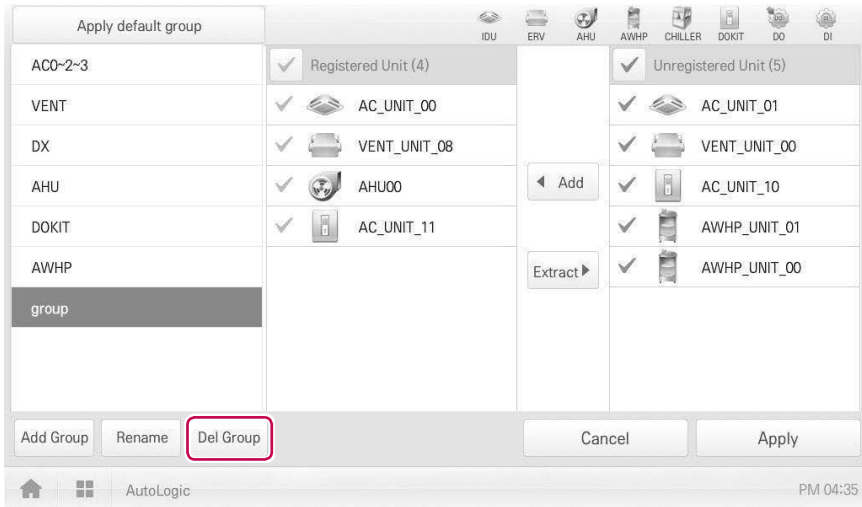 Apply default group
IDU ERV AHU AWHP CHILLER DOKIT DO DI
AC0~2~3
VENT
DX
AHU
DOKIT
AWHP
group
Registered Unit (4)
AC_UNIT_00
VENT_UNIT_08
AHU00
AC_UNIT_11
Add
Extract
Unregistered Unit (5)
AC_UNIT_01
VENT_UNIT_00
AC_UNIT_10
AWHP_UNIT_01
AWHP_UNIT_00
Add Group Rename Del Group Cancel Apply
AutoLogic PM 04:35